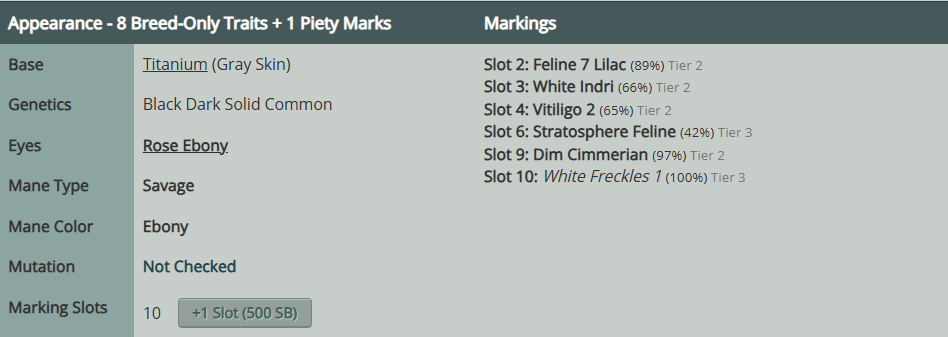 Appearance - 8 Breed-Only Traits + 1 Piety Marks
Base Titanium (Gray Skin)
Genetics Black Dark Solid Common
Eyes Rose Ebony
Mane Type Savage
Mane Color Ebony
Mutation Not Checked
Marking Slots 10 +1 Slot (500 SB)
Markings
Slot 2: Feline 7 Lilac (89%) Tier 2
Slot 3: White Indri (66%) Tier 2
Slot 4: Vitiligo 2 (65%) Tier 2
Slot 6: Stratosphere Feline (42%) Tier 3
Slot 9: Dim Cimmerian (97%) Tier 2
Slot 10: White Freckles 1 (100%) Tier 3